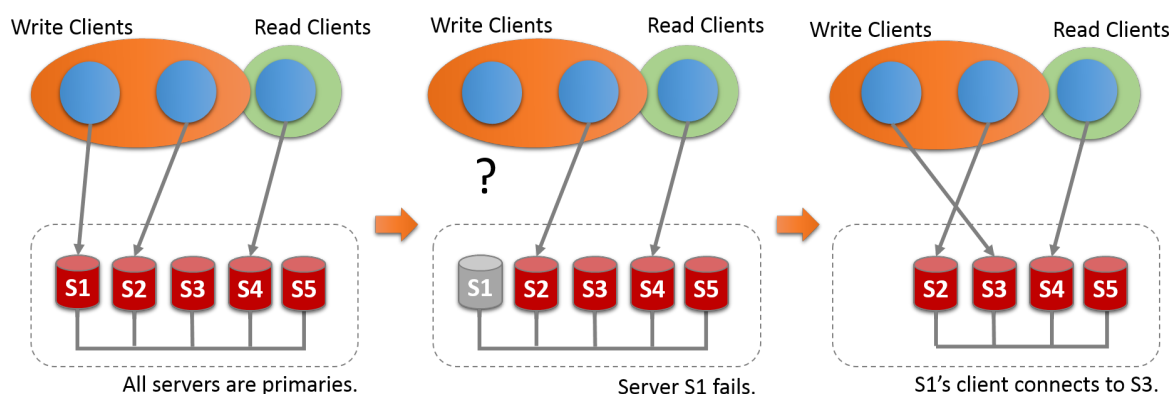 Write Clients
Read Clients
S1 S2 S3 S4 S5
All servers are primaries.
Write Clients
Read Clients
?
S1 S2 S3 S4 S5
Server S1 fails.
Write Clients
Read Clients
S2 S3 S4 S5
S1's client connects to S3.